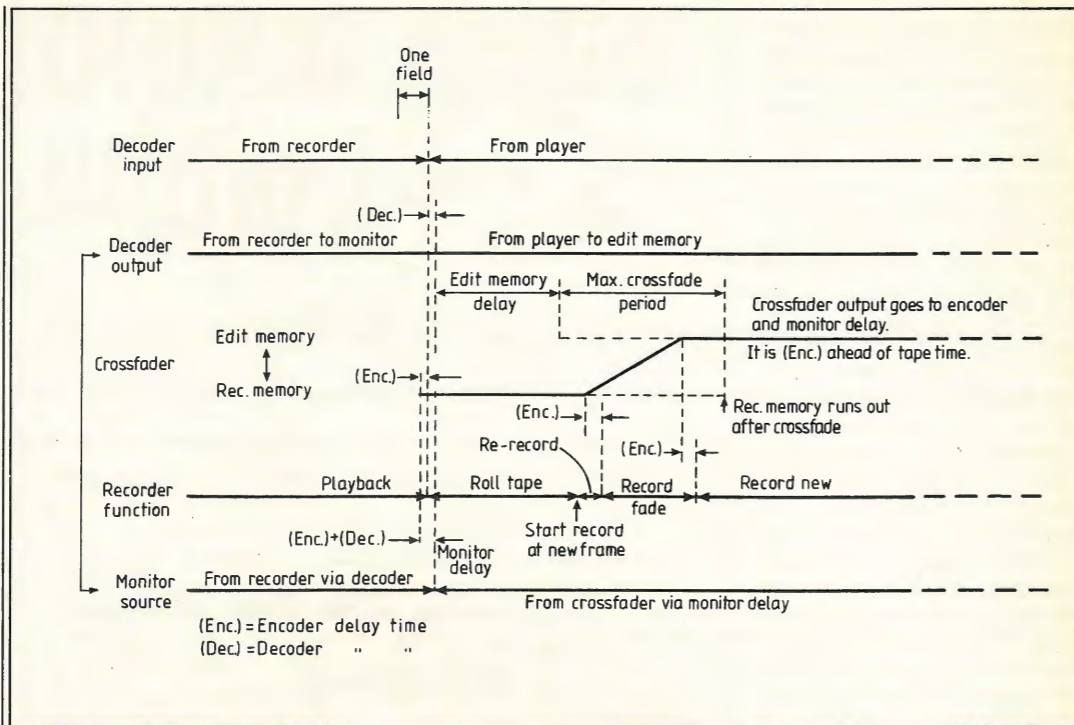 One
field
Decoder
input
From recorder
From player
(Dec.)
Decoder
output
From recorder to monitor
From player to edit memory
Edit memory
delay
Max. crossfade
period
Crossfader output goes to encoder
and monitor delay.
It is (Enc.) ahead of tape time.
Crossfader
Edit memory
Rec. memory
(Enc.)
(Enc.)
Rec. memory runs out
after crossfade
Re-record
(Enc.)
Recorder
function
Playback
Roll tape
Record
fade
Record new
Start record
at new frame
(Enc.)+(Dec.)
Monitor
delay
Monitor
source
From recorder via decoder
From crossfader via monitor delay
(Enc.) = Encoder delay time
(Dec.) = Decoder " "